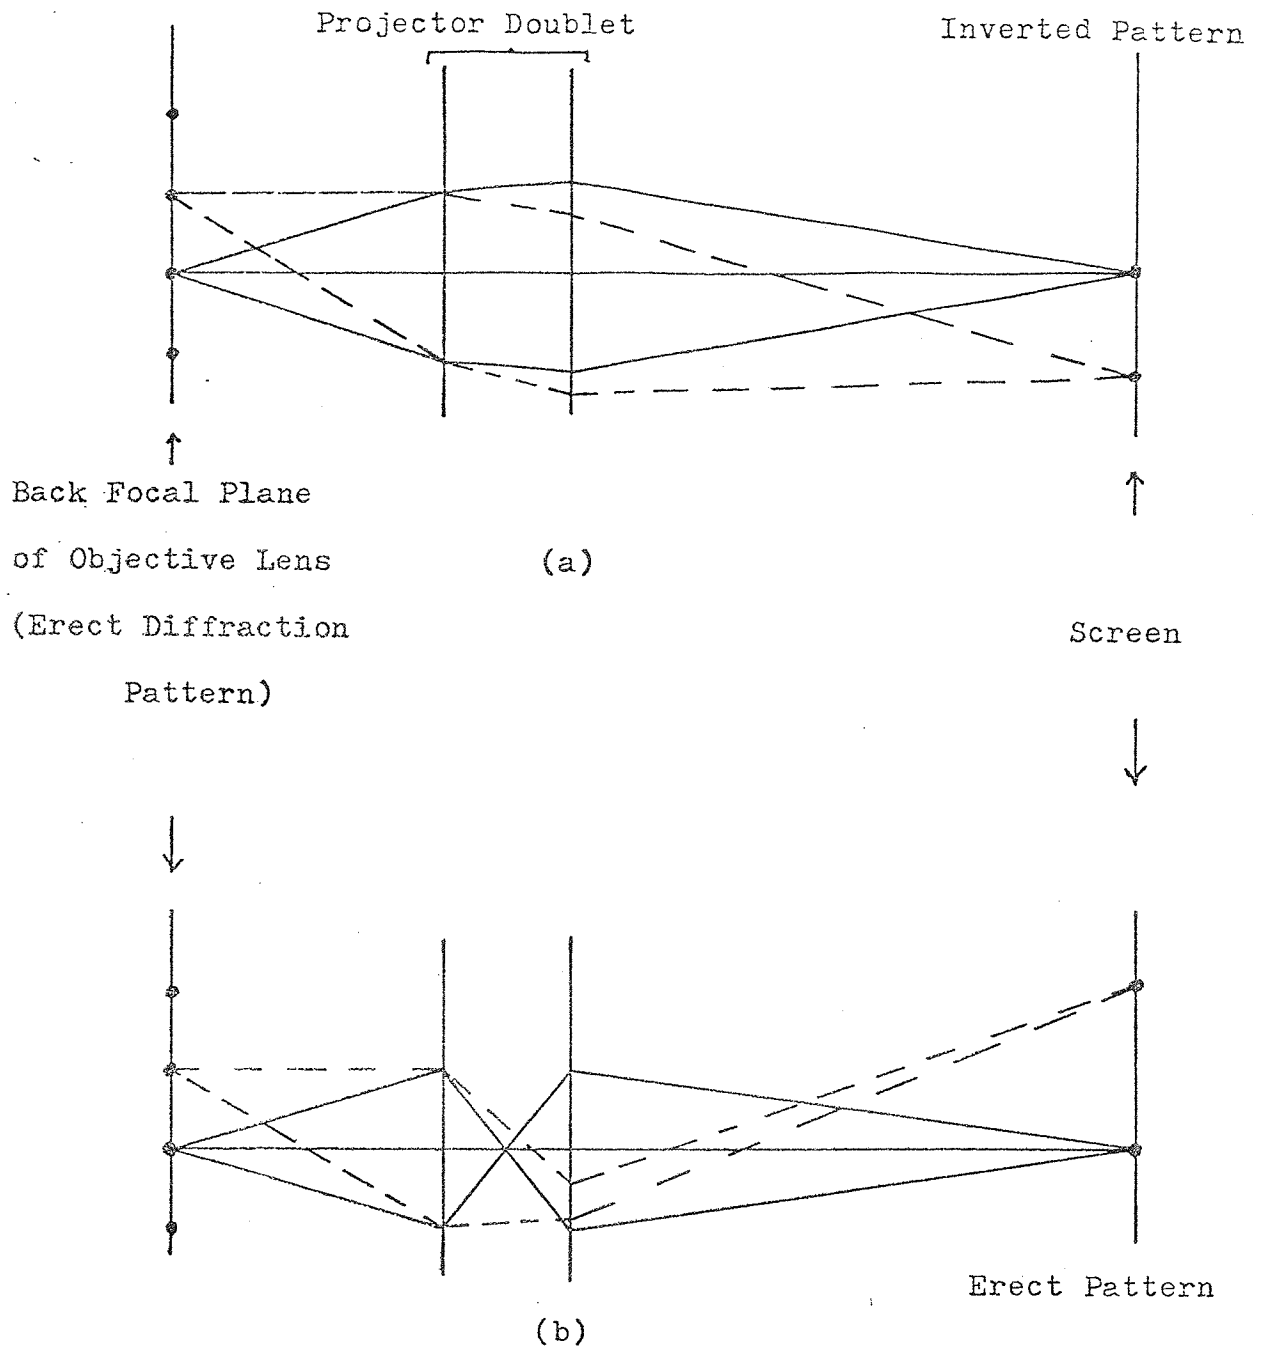 Projector Doublet
Inverted Pattern
Back Focal Plane
of Objective Lens
(a)
(Erect Diffraction
Screen
Pattern)
Erect Pattern
(b)